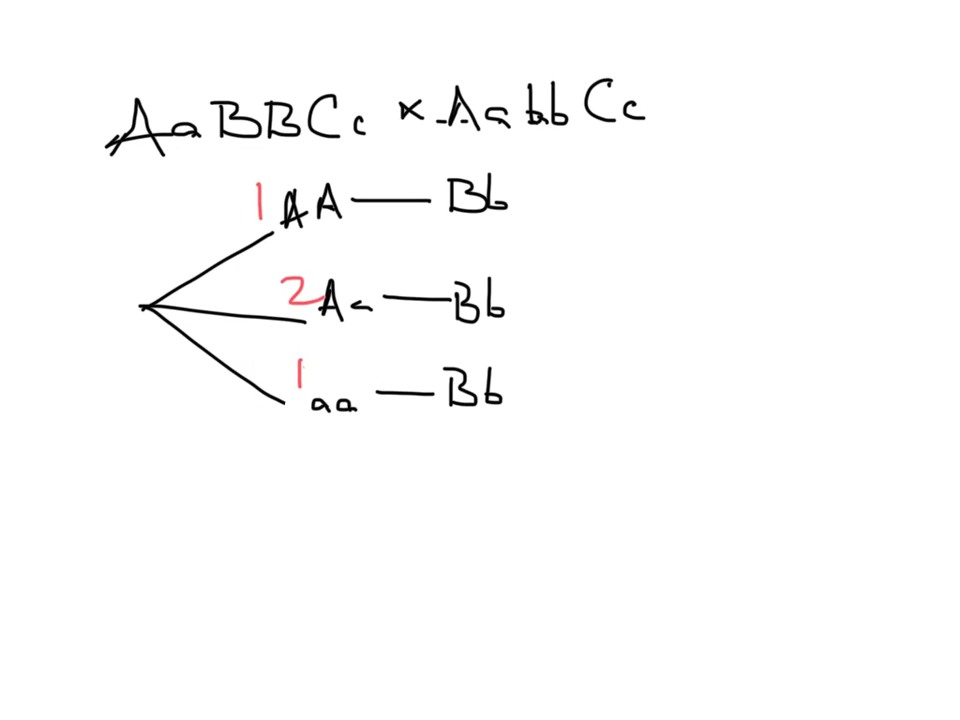 AaBBCc × AabbCc
1 AA — Bb
2 Aa — Bb
1 aa — Bb